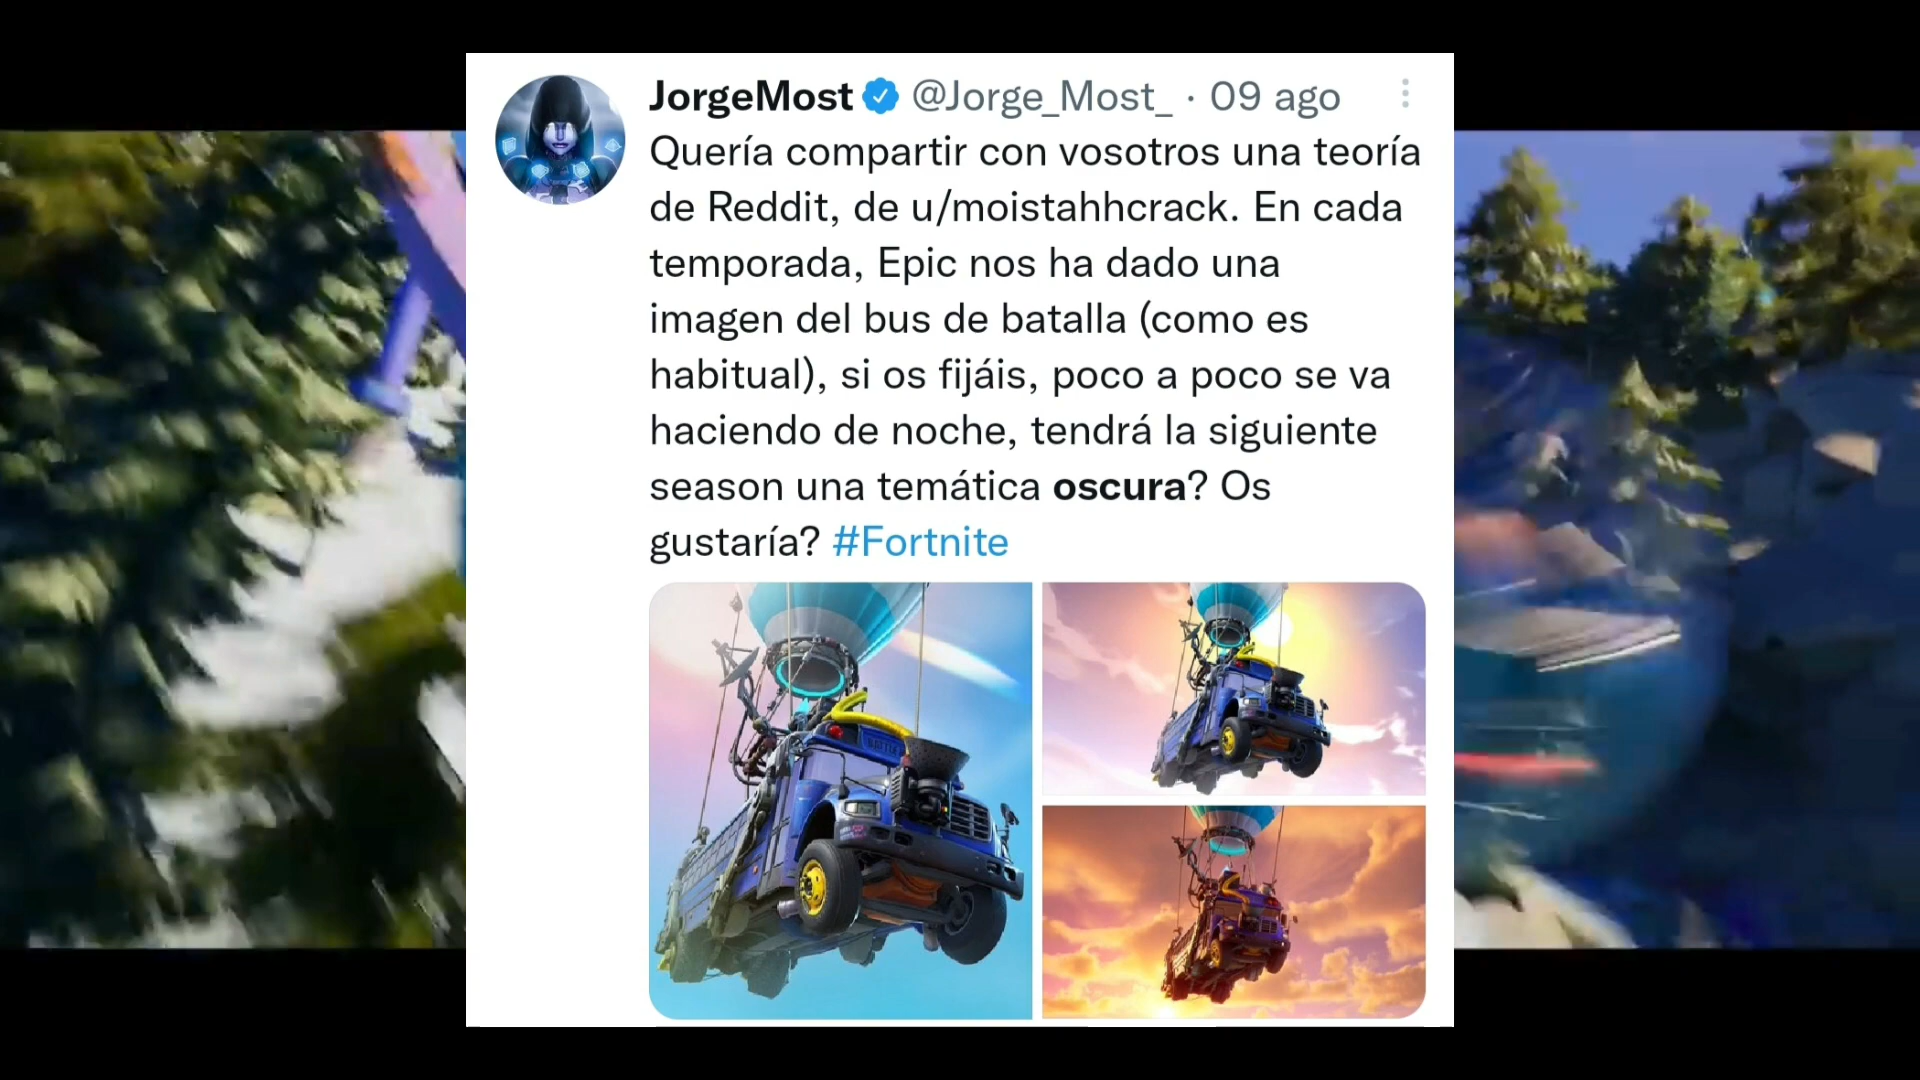 JorgeMost @Jorge_Most_ · 09 ago
Quería compartir con vosotros una teoría
de Reddit, de u/moistahhcrack. En cada
temporada, Epic nos ha dado una
imagen del bus de batalla (como es
habitual), si os fijáis, poco a poco se va
haciendo de noche, tendrá la siguiente
season una temática oscura? Os
gustaría? #Fortnite